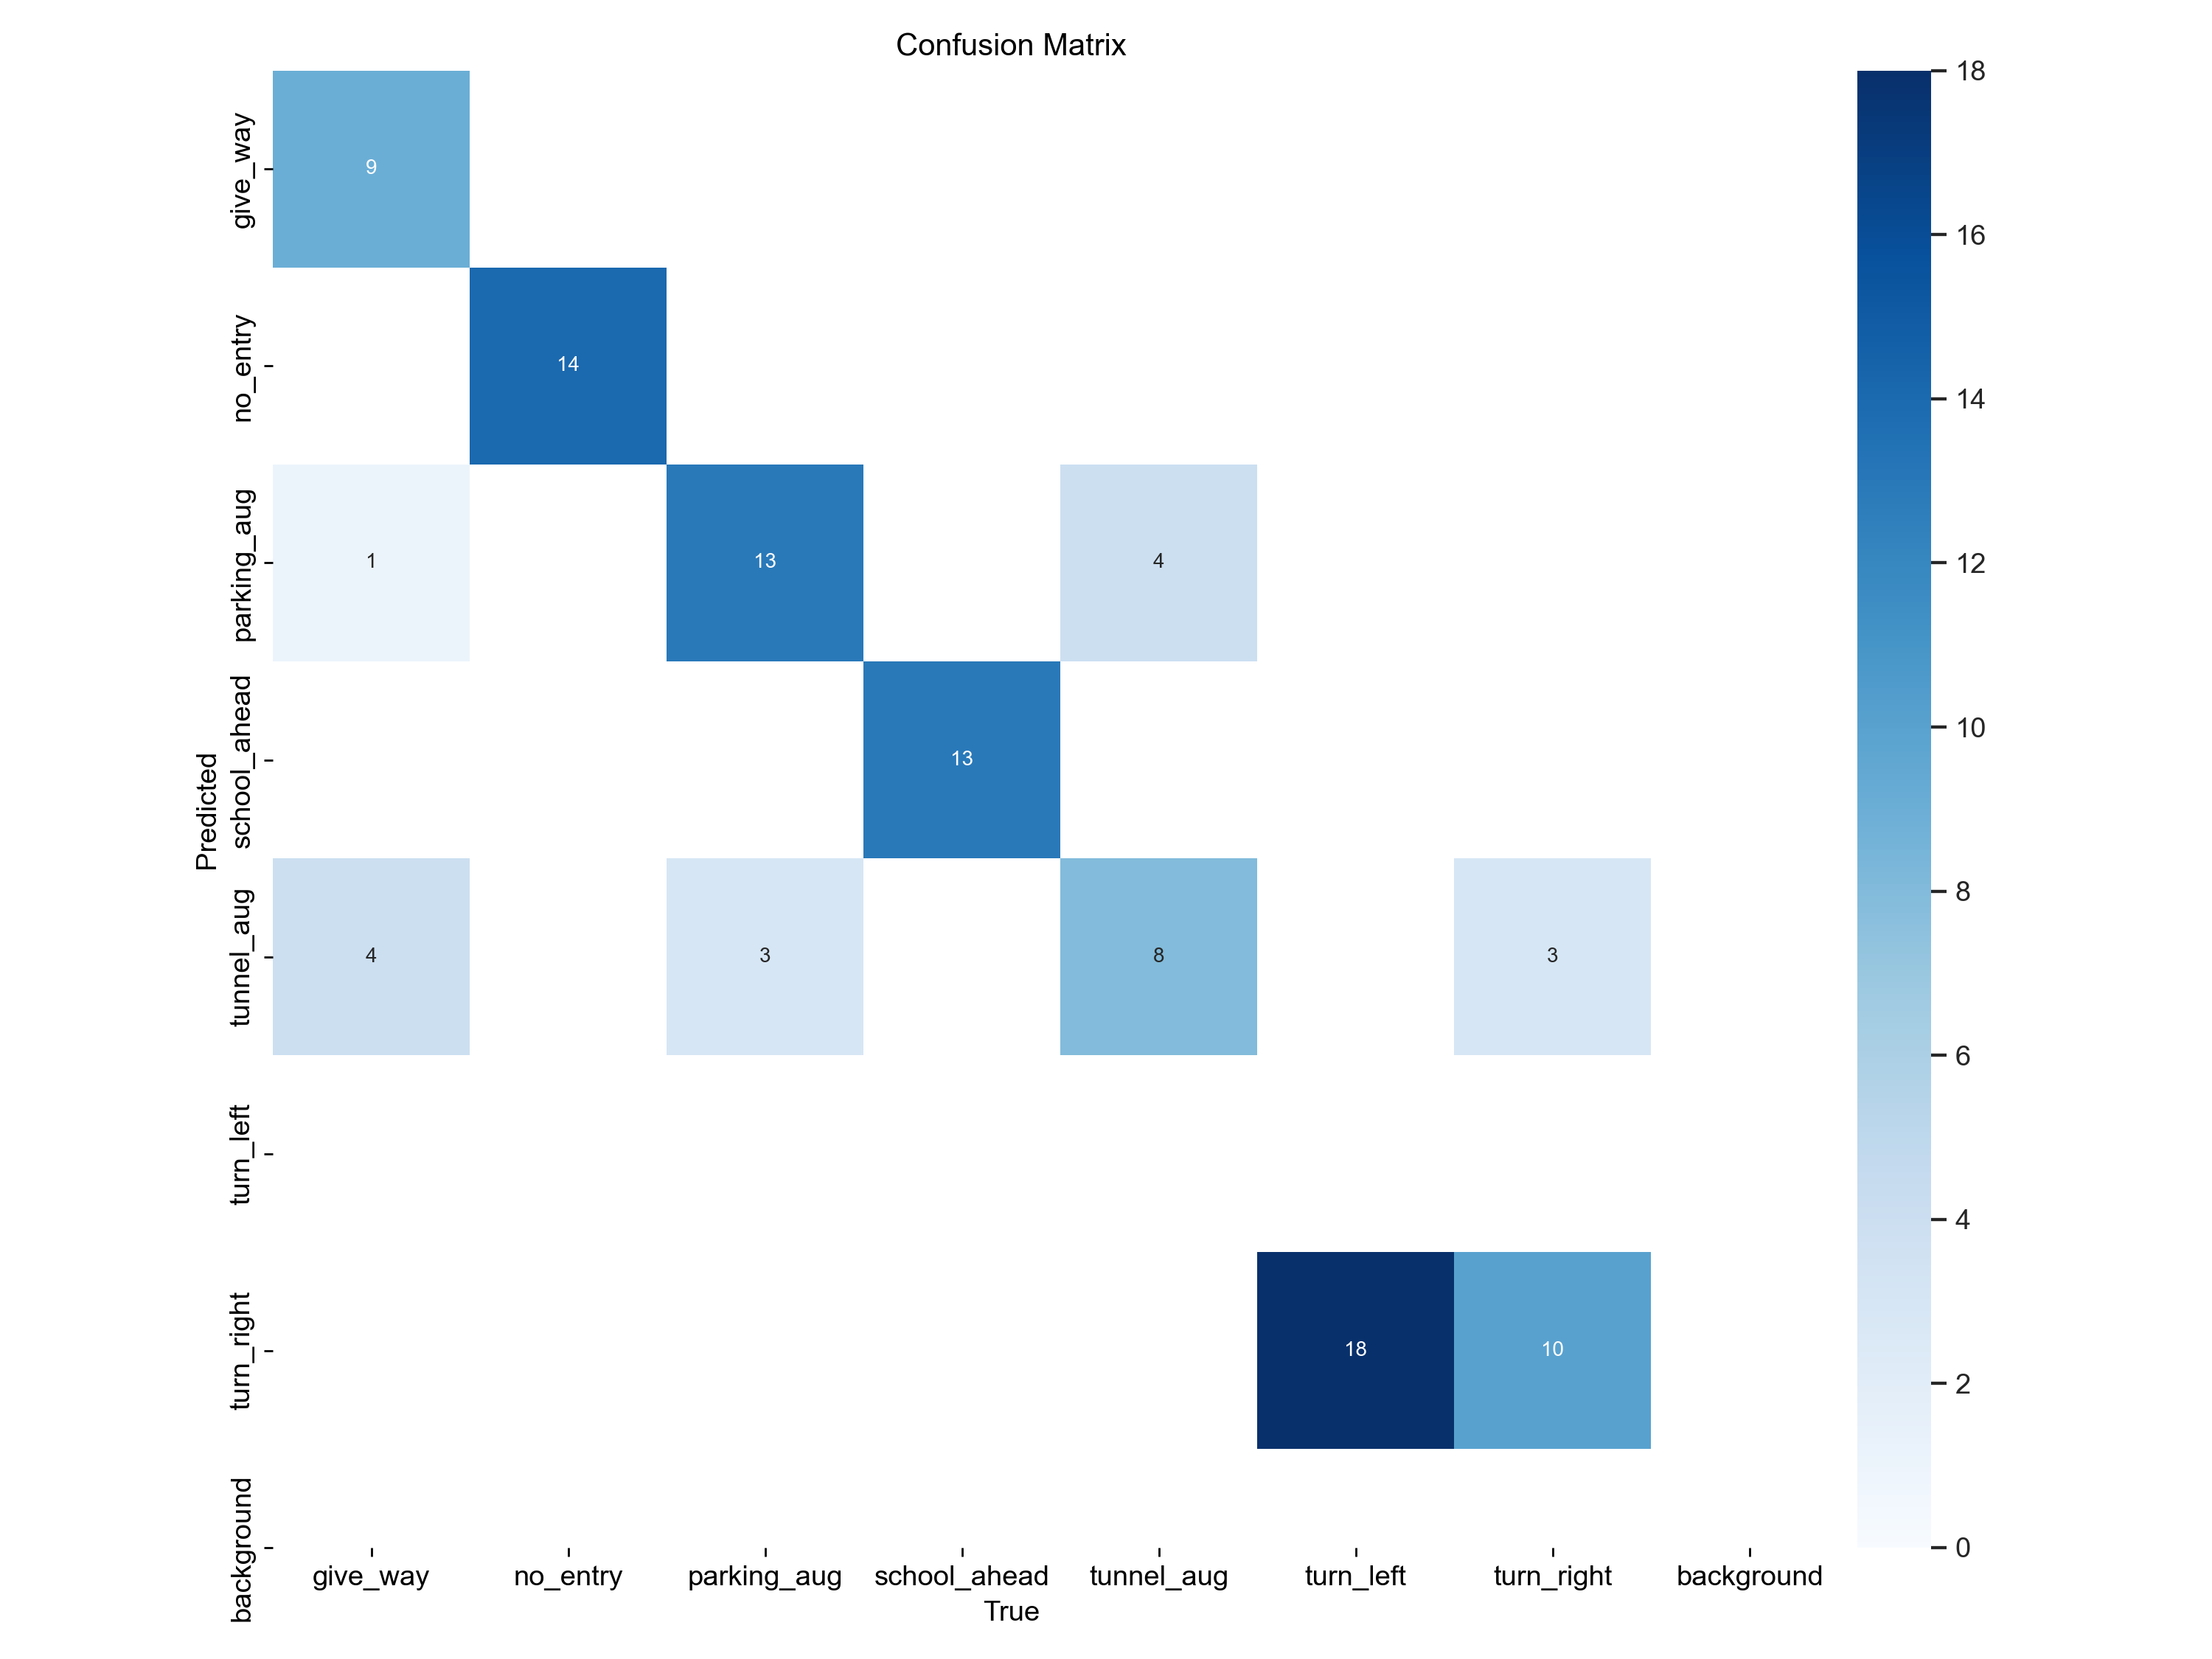 Confusion Matrix
give_way
9
no_entry
14
parking_aug
1 13 4
school_ahead
13
tunnel_aug
4 3 8 3
turn_left
turn_right
18 10
background
Predicted
give_way no_entry parking_aug school_ahead tunnel_aug turn_left turn_right background
True
18
16
14
12
10
8
6
4
2
0